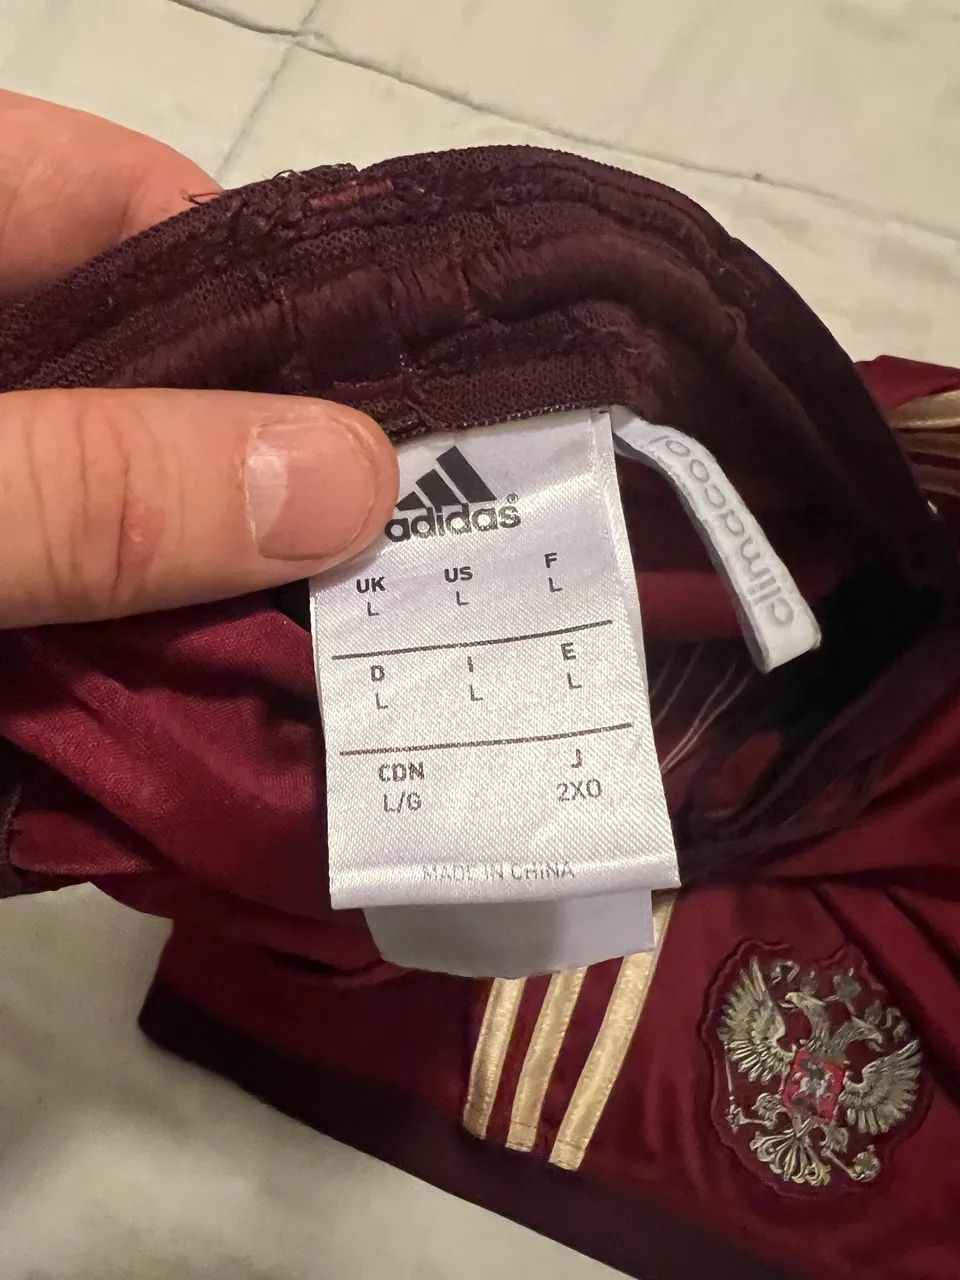 adidas®
UK US F
L L L
D I E
L L L
CDN J
L/G 2XO
MADE IN CHINA
climacool